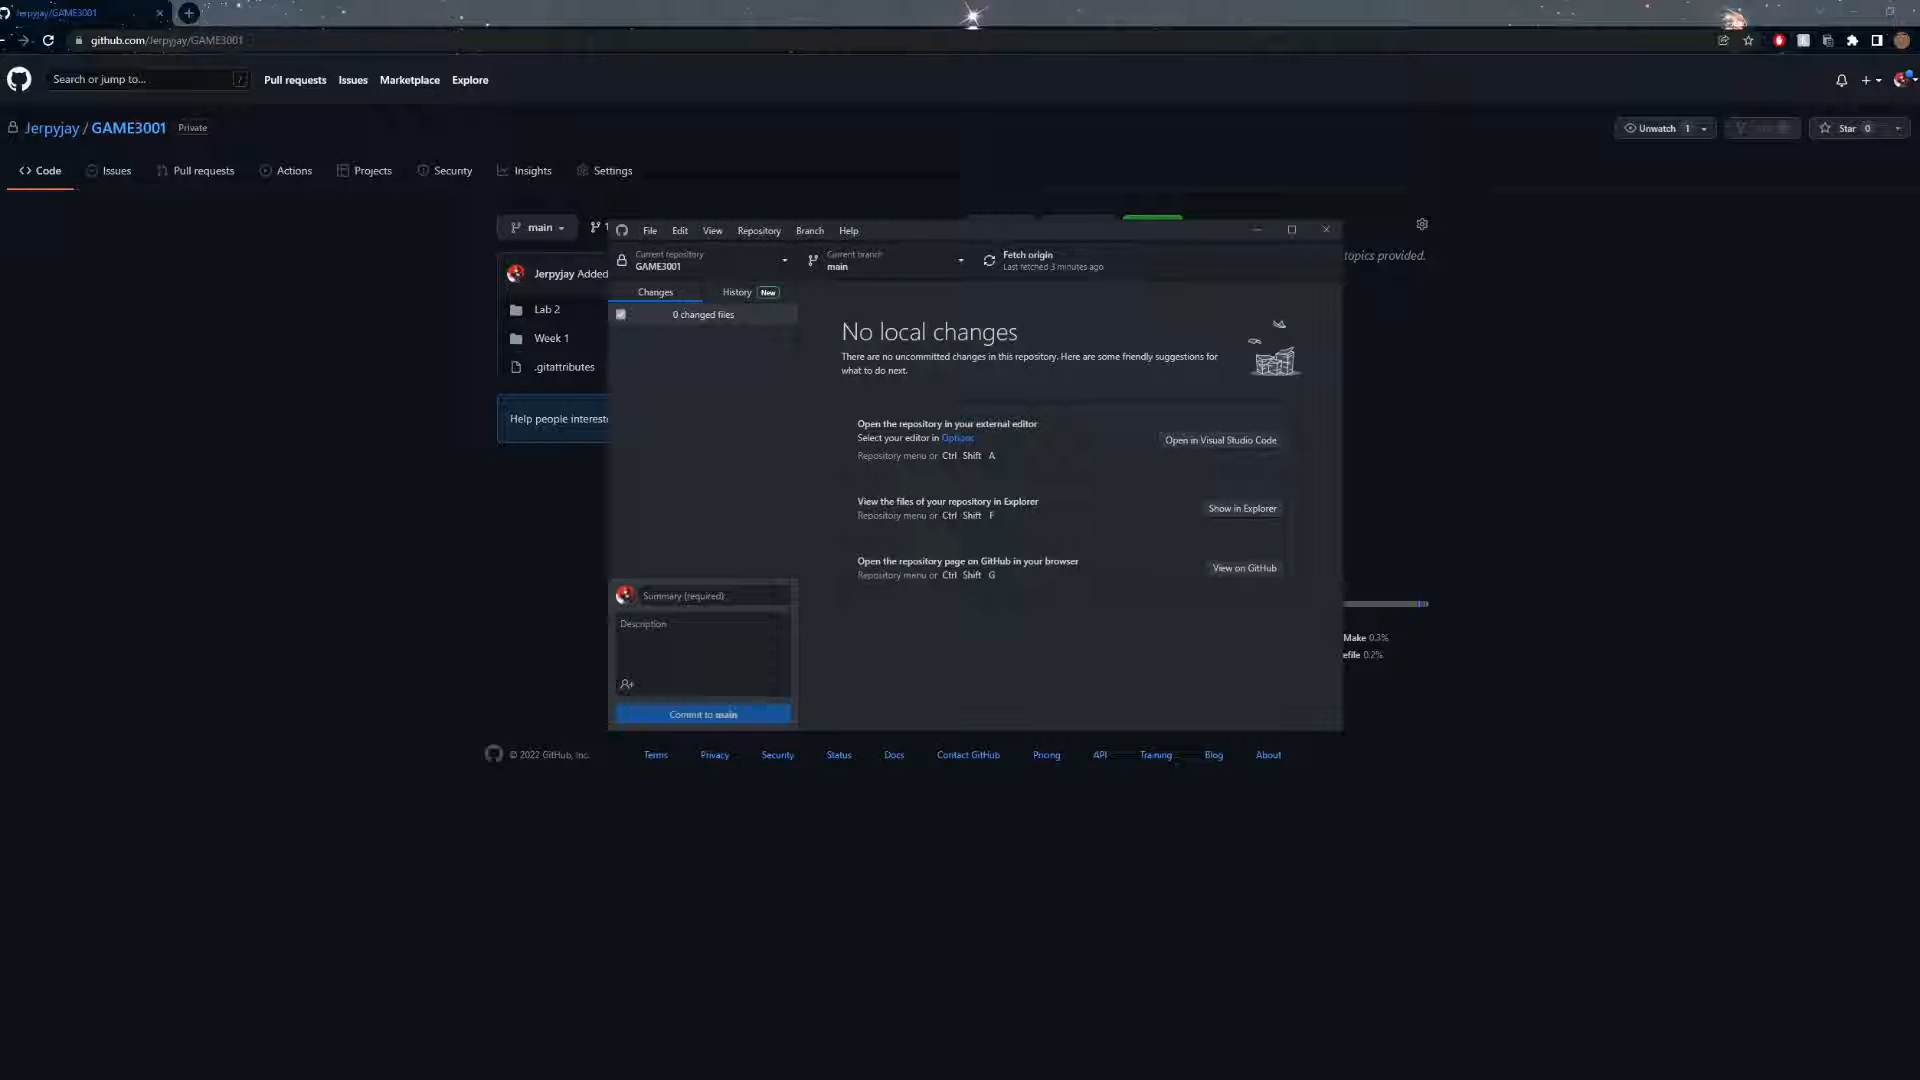 Jerpyjay/GAME3001
github.com/Jerpyjay/GAME3001
Search or jump to...
/
Pull requests
Issues
Marketplace
Explore
Jerpyjay / GAME3001
Private
Unwatch 1
Star 0
Code
Issues
Pull requests
Actions
Projects
Security
Insights
Settings
main
1
Jerpyjay Added
Lab 2
Week 1
.gitattributes
Help people interest
topics provided.
File
Edit
View
Repository
Branch
Help
Current repository
GAME3001
Current branch
main
Fetch origin
Last fetched 3 minutes ago
Changes
History New
0 changed files
No local changes
There are no uncommitted changes in this repository. Here are some friendly suggestions for
what to do next.
Open the repository in your external editor
Select your editor in Options
Repository menu or Ctrl Shift A
Open in Visual Studio Code
View the files of your repository in Explorer
Repository menu or Ctrl Shift F
Show in Explorer
Open the repository page on GitHub in your browser
Repository menu or Ctrl Shift G
View on GitHub
Summary (required)
Description
Commit to main
Make 0.3%
efile 0.2%
© 2022 GitHub, Inc.
Terms
Privacy
Security
Status
Docs
Contact GitHub
Pricing
API
Training
Blog
About